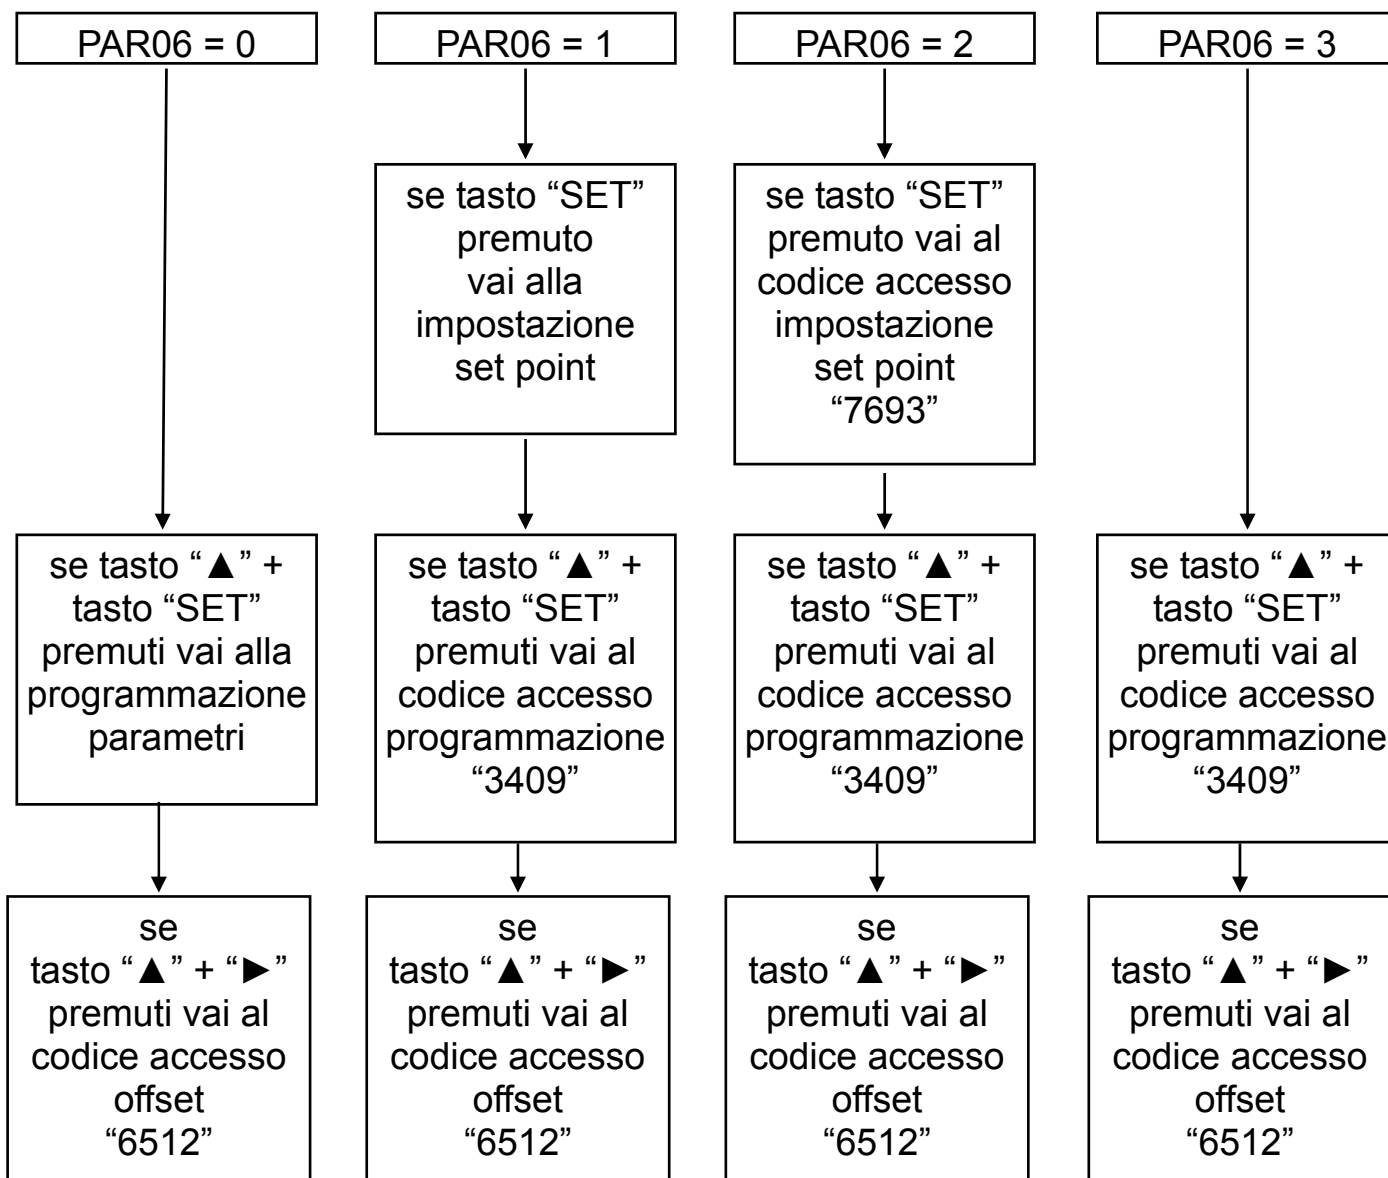 PAR06 = 0
PAR06 = 1
PAR06 = 2
PAR06 = 3
se tasto “SET”
premuto
vai alla
impostazione
set point
se tasto “SET”
premuto vai al
codice accesso
impostazione
set point
“7693”
se tasto “▲” +
tasto “SET”
premuti vai alla
programmazione
parametri
se tasto “▲” +
tasto “SET”
premuti vai al
codice accesso
programmazione
“3409”
se tasto “▲” +
tasto “SET”
premuti vai al
codice accesso
programmazione
“3409”
se tasto “▲” +
tasto “SET”
premuti vai al
codice accesso
programmazione
“3409”
se
tasto “▲” + “►”
premuti vai al
codice accesso
offset
“6512”
se
tasto “▲” + “►”
premuti vai al
codice accesso
offset
“6512”
se
tasto “▲” + “►”
premuti vai al
codice accesso
offset
“6512”
se
tasto “▲” + “►”
premuti vai al
codice accesso
offset
“6512”